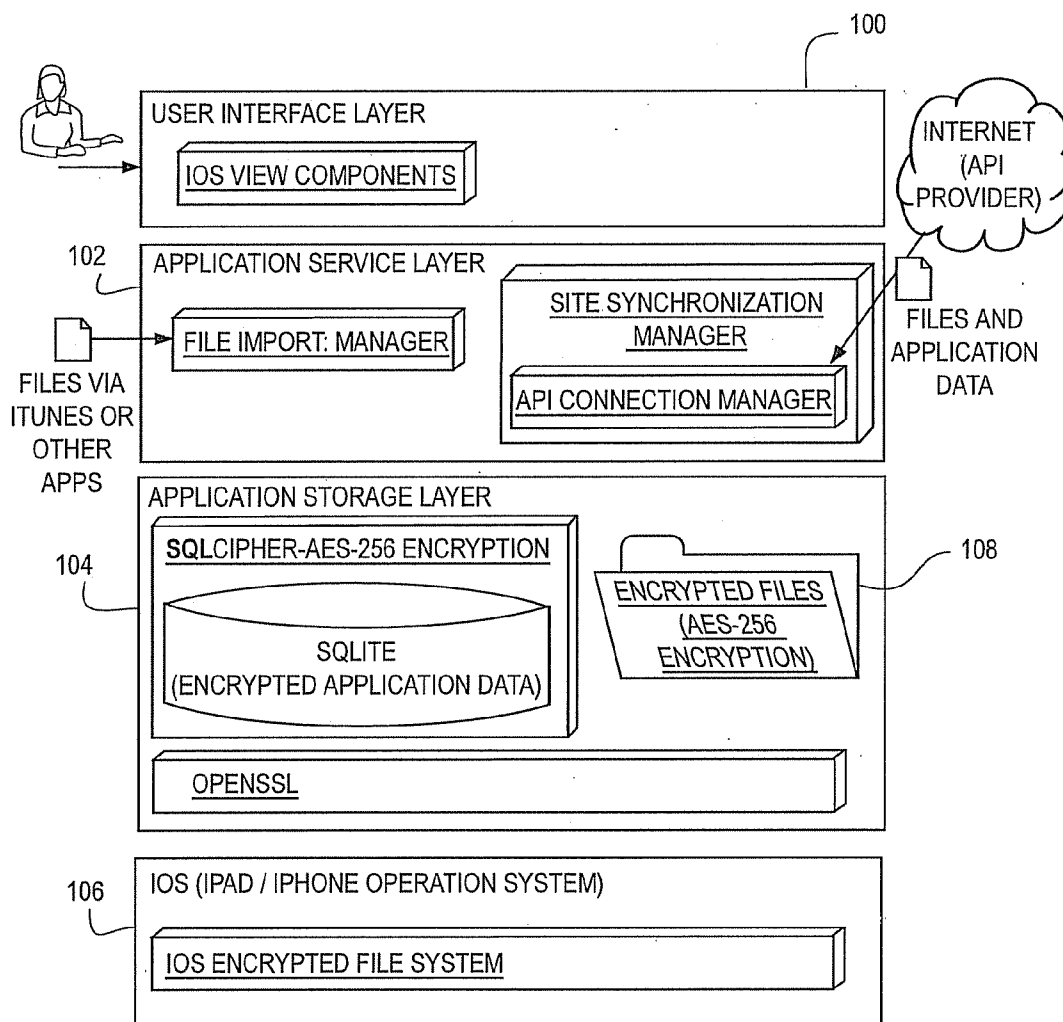 100
USER INTERFACE LAYER
IOS VIEW COMPONENTS
INTERNET
(API
PROVIDER)
102
APPLICATION SERVICE LAYER
FILE IMPORT: MANAGER
SITE SYNCHRONIZATION
MANAGER
API CONNECTION MANAGER
FILES AND
APPLICATION
DATA
FILES VIA
ITUNES OR
OTHER
APPS
APPLICATION STORAGE LAYER
104
SQLCIPHER-AES-256 ENCRYPTION
SQLITE
(ENCRYPTED APPLICATION DATA)
108
ENCRYPTED FILES
(AES-256
ENCRYPTION)
OPENSSL
106
IOS (IPAD / IPHONE OPERATION SYSTEM)
IOS ENCRYPTED FILE SYSTEM